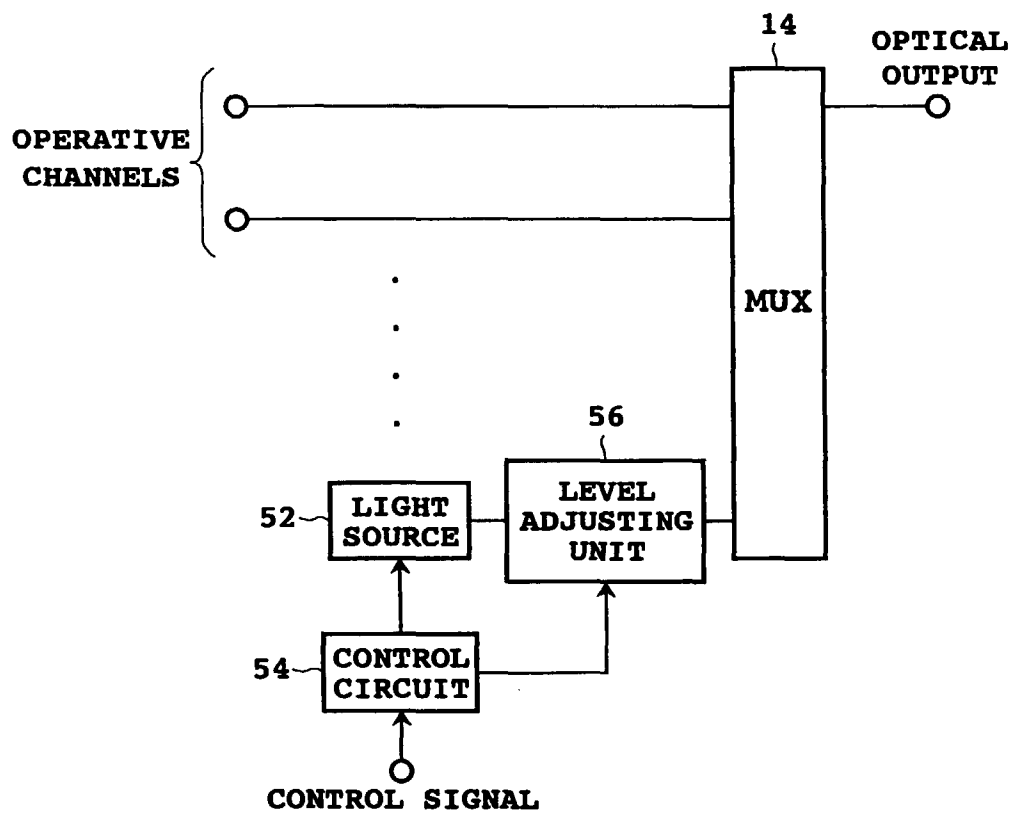 14
OPTICAL
OUTPUT
OPERATIVE
CHANNELS
MUX
56
52
LIGHT
SOURCE
LEVEL
ADJUSTING
UNIT
54
CONTROL
CIRCUIT
CONTROL SIGNAL